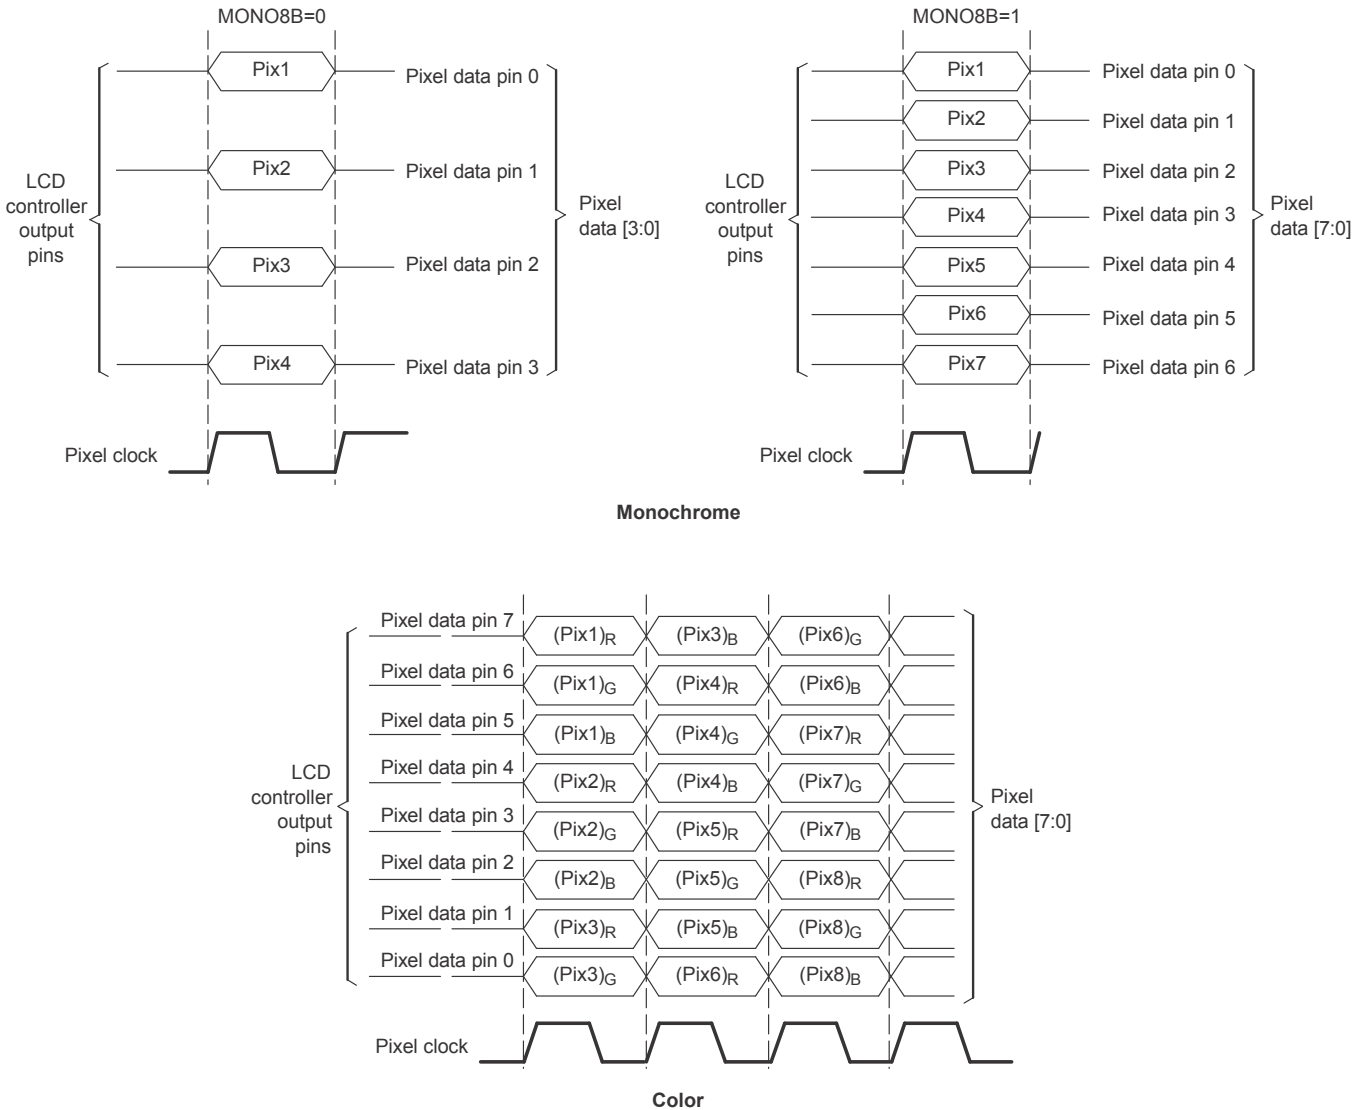 MONO8B=0
Pix1
Pixel data pin 0
Pix2
Pixel data pin 1
Pix3
Pixel data pin 2
Pix4
Pixel data pin 3
LCD
controller
output
pins
Pixel
data [3:0]
Pixel clock
MONO8B=1
Pix1
Pixel data pin 0
Pix2
Pixel data pin 1
Pix3
Pixel data pin 2
Pix4
Pixel data pin 3
Pix5
Pixel data pin 4
Pix6
Pixel data pin 5
Pix7
Pixel data pin 6
LCD
controller
output
pins
Pixel
data [7:0]
Pixel clock
Monochrome
Pixel data pin 7 (Pix1)R (Pix3)B (Pix6)G
Pixel data pin 6 (Pix1)G (Pix4)R (Pix6)B
Pixel data pin 5 (Pix1)B (Pix4)G (Pix7)R
Pixel data pin 4 (Pix2)R (Pix4)B (Pix7)G
Pixel data pin 3 (Pix2)G (Pix5)R (Pix7)B
Pixel data pin 2 (Pix2)B (Pix5)G (Pix8)R
Pixel data pin 1 (Pix3)R (Pix5)B (Pix8)G
Pixel data pin 0 (Pix3)G (Pix6)R (Pix8)B
LCD
controller
output
pins
Pixel
data [7:0]
Pixel clock
Color